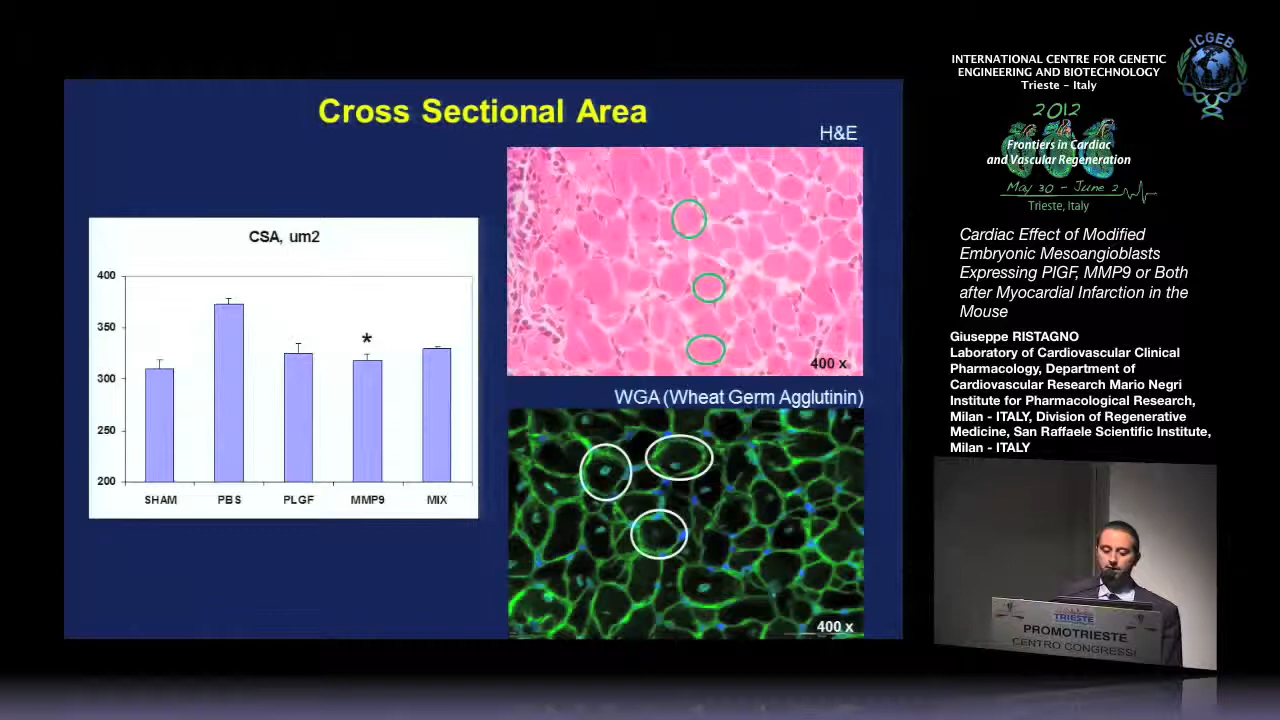 Cross Sectional Area
H&E
CSA, um2
400
350
300
250
200
*
SHAM
PBS
PLGF
MMP9
MIX
400 x
WGA (Wheat Germ Agglutinin)
400 x
INTERNATIONAL CENTRE FOR GENETIC
ENGINEERING AND BIOTECHNOLOGY
Trieste - Italy
ICGEB
2012
Frontiers in Cardiac
and Vascular Regeneration
May 30 - June 2
Trieste, Italy
Cardiac Effect of Modified
Embryonic Mesoangioblasts
Expressing PlGF, MMP9 or Both
after Myocardial Infarction in the
Mouse
Giuseppe RISTAGNO
Laboratory of Cardiovascular Clinical
Pharmacology, Department of
Cardiovascular Research Mario Negri
Institute for Pharmacological Research,
Milan - ITALY, Division of Regenerative
Medicine, San Raffaele Scientific Institute,
Milan - ITALY
TRIESTE
PROMOTRIESTE
CENTRO CONGRESSI